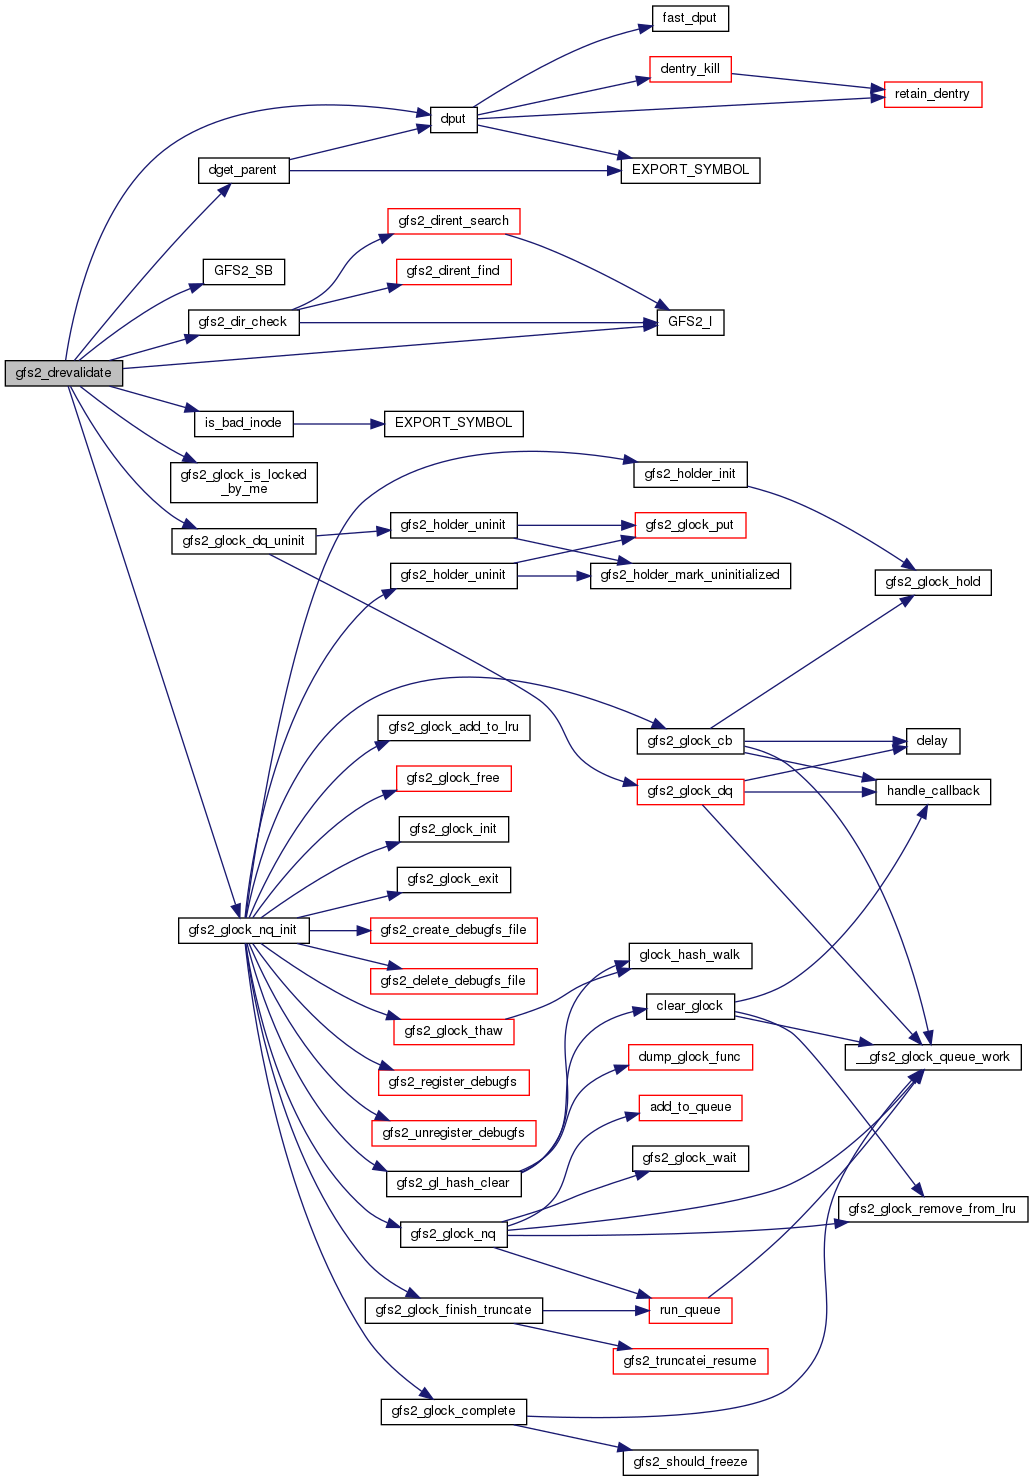 fast_dput
dentry_kill
retain_dentry
dput
dget_parent
EXPORT_SYMBOL
gfs2_dirent_search
GFS2_SB
gfs2_dirent_find
gfs2_dir_check
GFS2_I
gfs2_drevalidate
is_bad_inode
EXPORT_SYMBOL
gfs2_glock_is_locked
_by_me
gfs2_holder_init
gfs2_glock_dq_uninit
gfs2_holder_uninit
gfs2_glock_put
gfs2_holder_uninit
gfs2_holder_mark_uninitialized
gfs2_glock_hold
gfs2_glock_add_to_lru
gfs2_glock_cb
delay
gfs2_glock_free
gfs2_glock_dq
handle_callback
gfs2_glock_init
gfs2_glock_exit
gfs2_glock_nq_init
gfs2_create_debugfs_file
glock_hash_walk
gfs2_delete_debugfs_file
clear_glock
gfs2_glock_thaw
dump_glock_func
__gfs2_glock_queue_work
gfs2_register_debugfs
add_to_queue
gfs2_unregister_debugfs
gfs2_glock_wait
gfs2_gl_hash_clear
gfs2_glock_remove_from_lru
gfs2_glock_nq
gfs2_glock_finish_truncate
run_queue
gfs2_truncatei_resume
gfs2_glock_complete
gfs2_should_freeze